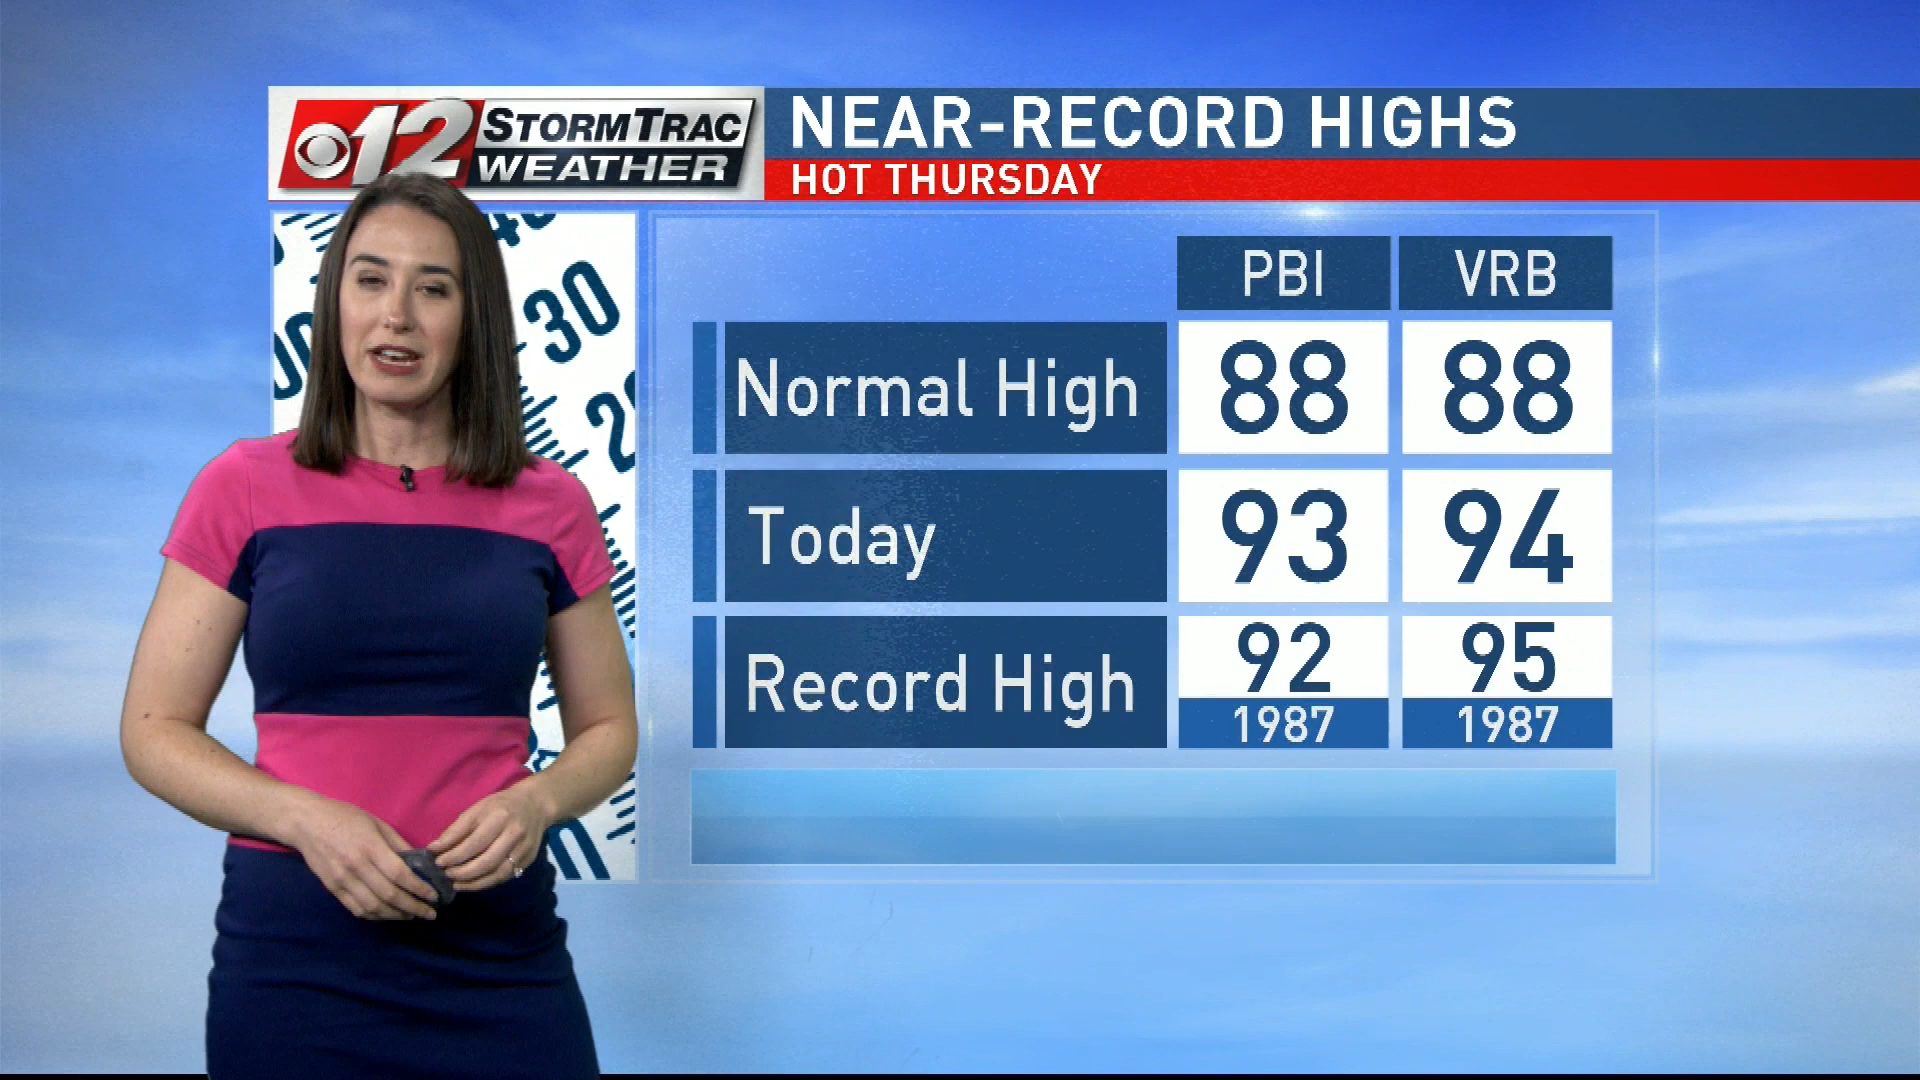 12 STORMTRAC
WEATHER
NEAR-RECORD HIGHS
HOT THURSDAY
30
PBI VRB
Normal High 88 88
Today 93 94
Record High 92 95
1987 1987